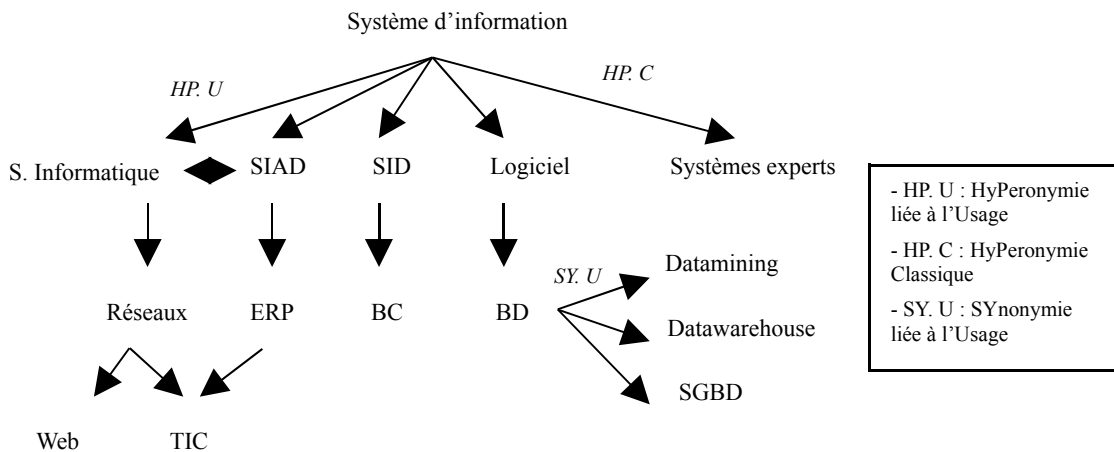 Système d'information
HP. U
HP. C
S. Informatique
SIAD
SID
Logiciel
Systèmes experts
- HP. U : HyPeronymie
liée à l'Usage
- HP. C : HyPeronymie
Classique
- SY. U : SYnonymie
liée à l'Usage
SY. U
Datamining
Réseaux
ERP
BC
BD
Datawarehouse
SGBD
Web
TIC